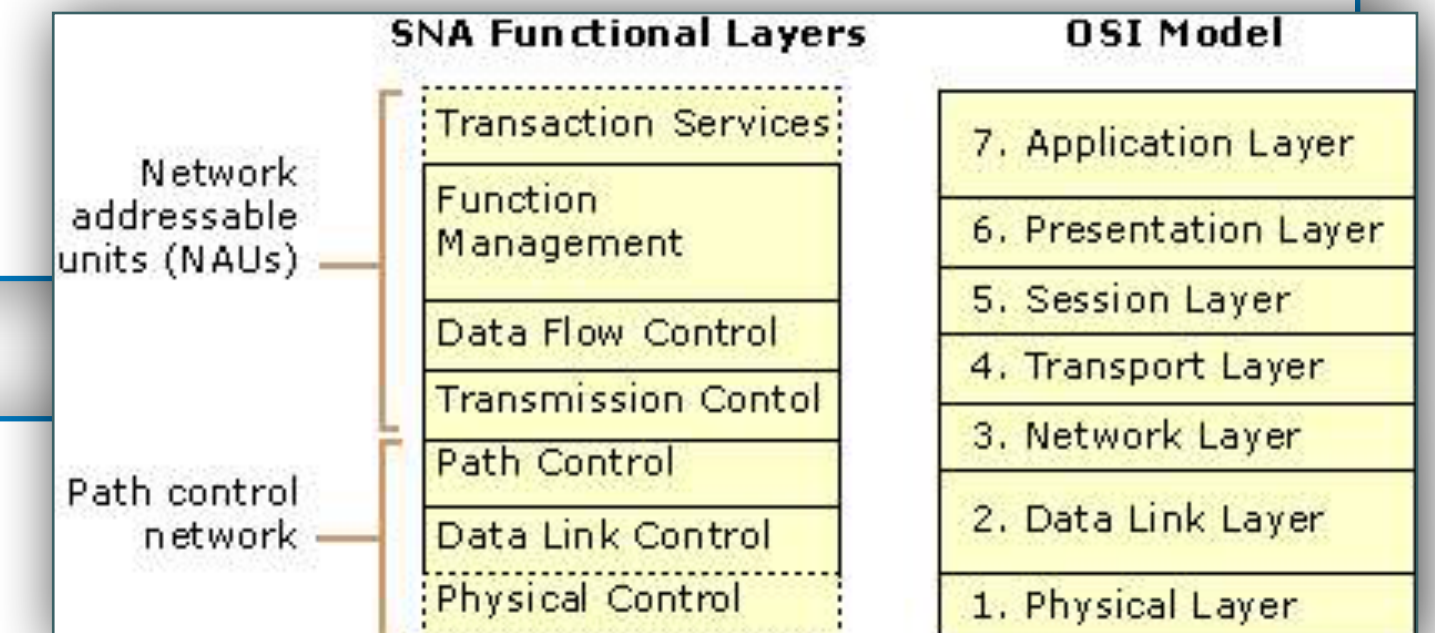 SNA Functional Layers
OSI Model
Network
addressable
units (NAUs)
Path control
network
Transaction Services
Function
Management
Data Flow Control
Transmission Contol
Path Control
Data Link Control
Physical Control
7. Application Layer
6. Presentation Layer
5. Session Layer
4. Transport Layer
3. Network Layer
2. Data Link Layer
1. Physical Layer